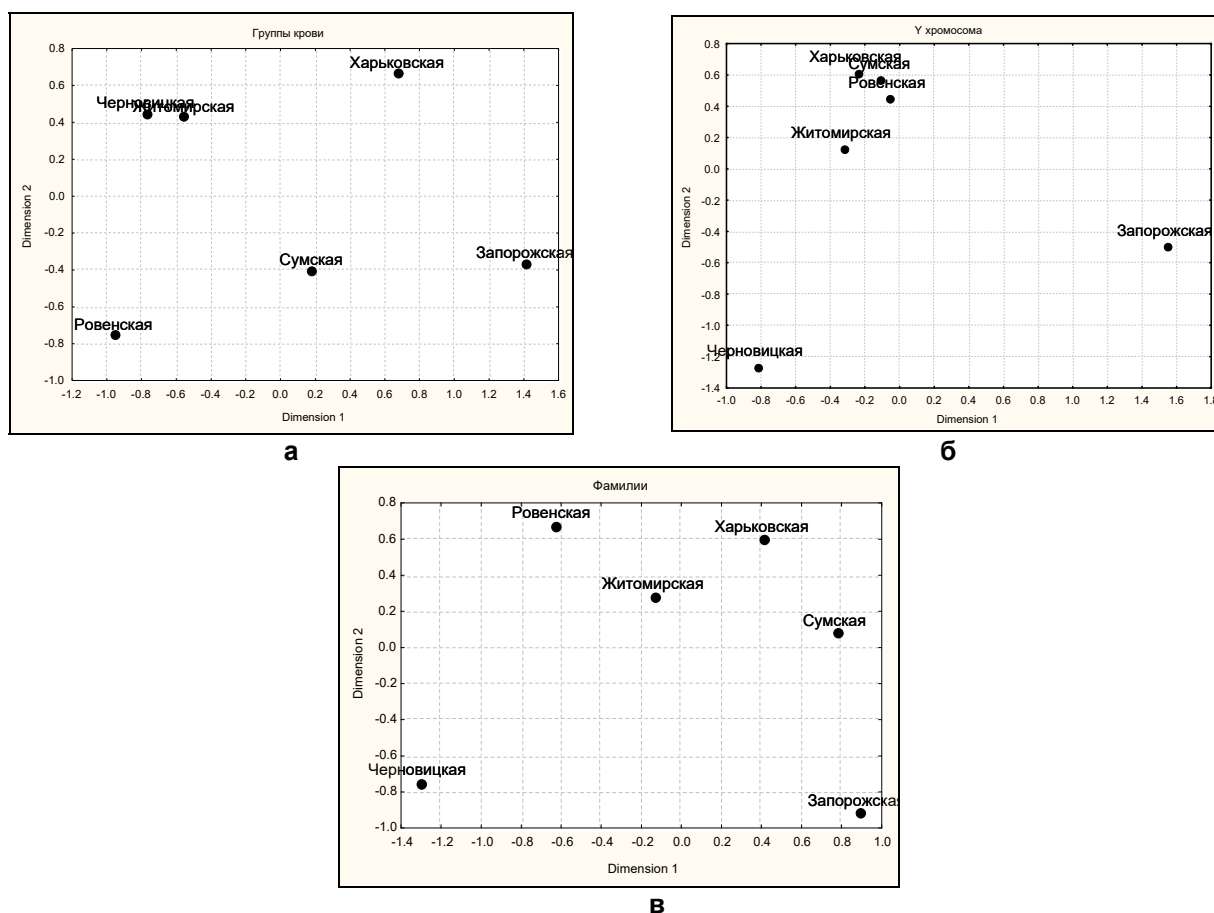 Группы крови
0.8
Харьковская
0.6
Черновицкая
Житомирская
0.4
0.2
0.0
Dimension 2
-0.2
Запорожская
Сумская
-0.4
-0.6
Ровенская
-0.8
-1.0
-1.2 -1.0 -0.8 -0.6 -0.4 -0.2 0.0 0.2 0.4 0.6 0.8 1.0 1.2 1.4 1.6
Dimension 1
а
Y хромосома
0.8
Харьковская
Сумская
0.6
Ровенская
0.4
Житомирская
0.2
0.0
Dimension 2
-0.2
Запорожская
-0.4
-0.6
-0.8
-1.0
Черновицкая
-1.2
-1.4
-1.0 -0.8 -0.6 -0.4 -0.2 0.0 0.2 0.4 0.6 0.8 1.0 1.2 1.4 1.6 1.8
Dimension 1
б
Фамилии
0.8
Ровенская
Харьковская
0.6
0.4
Житомирская
0.2
Сумская
0.0
Dimension 2
-0.2
-0.4
-0.6
Черновицкая
-0.8
Запорожская
-1.0
-1.4 -1.2 -1.0 -0.8 -0.6 -0.4 -0.2 0.0 0.2 0.4 0.6 0.8 1.0
Dimension 1
в